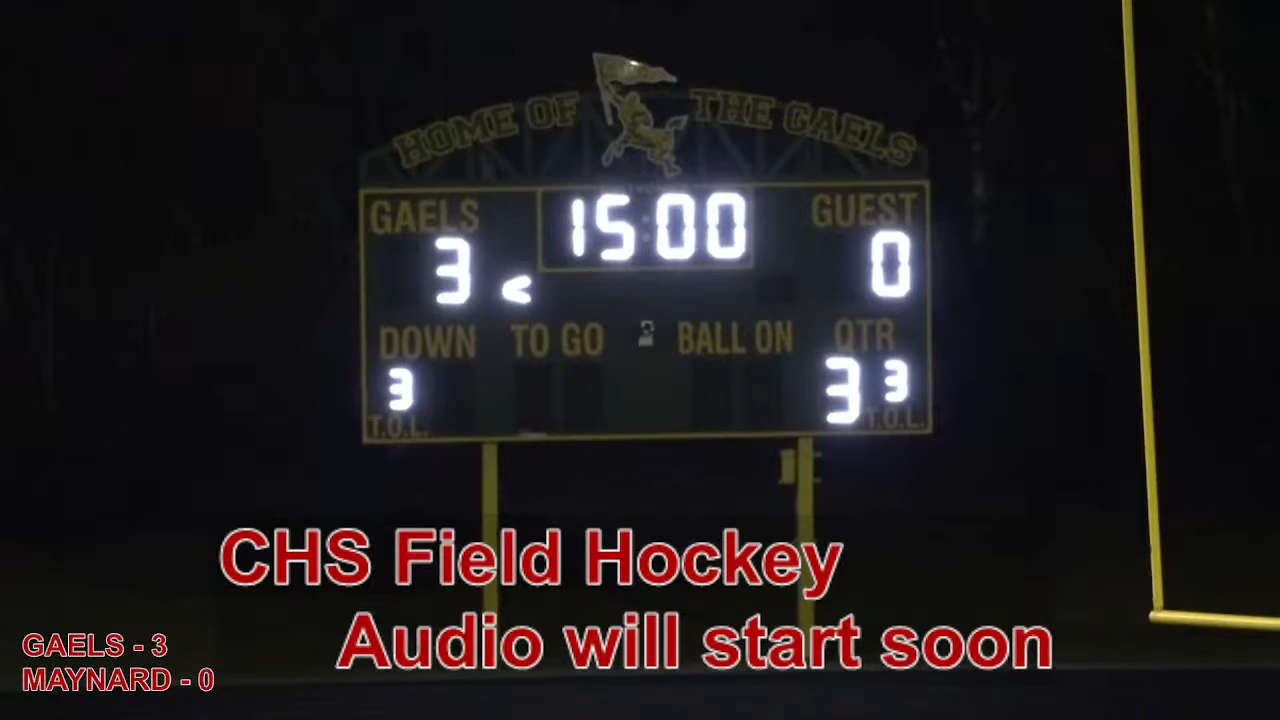 HOME OF THE GAELS
GAELS 15:00 GUEST
3 < 0
DOWN TO GO BALL ON QTR
3 3 3
T.O.L. T.O.L.
CHS Field Hockey
Audio will start soon
GAELS - 3
MAYNARD - 0